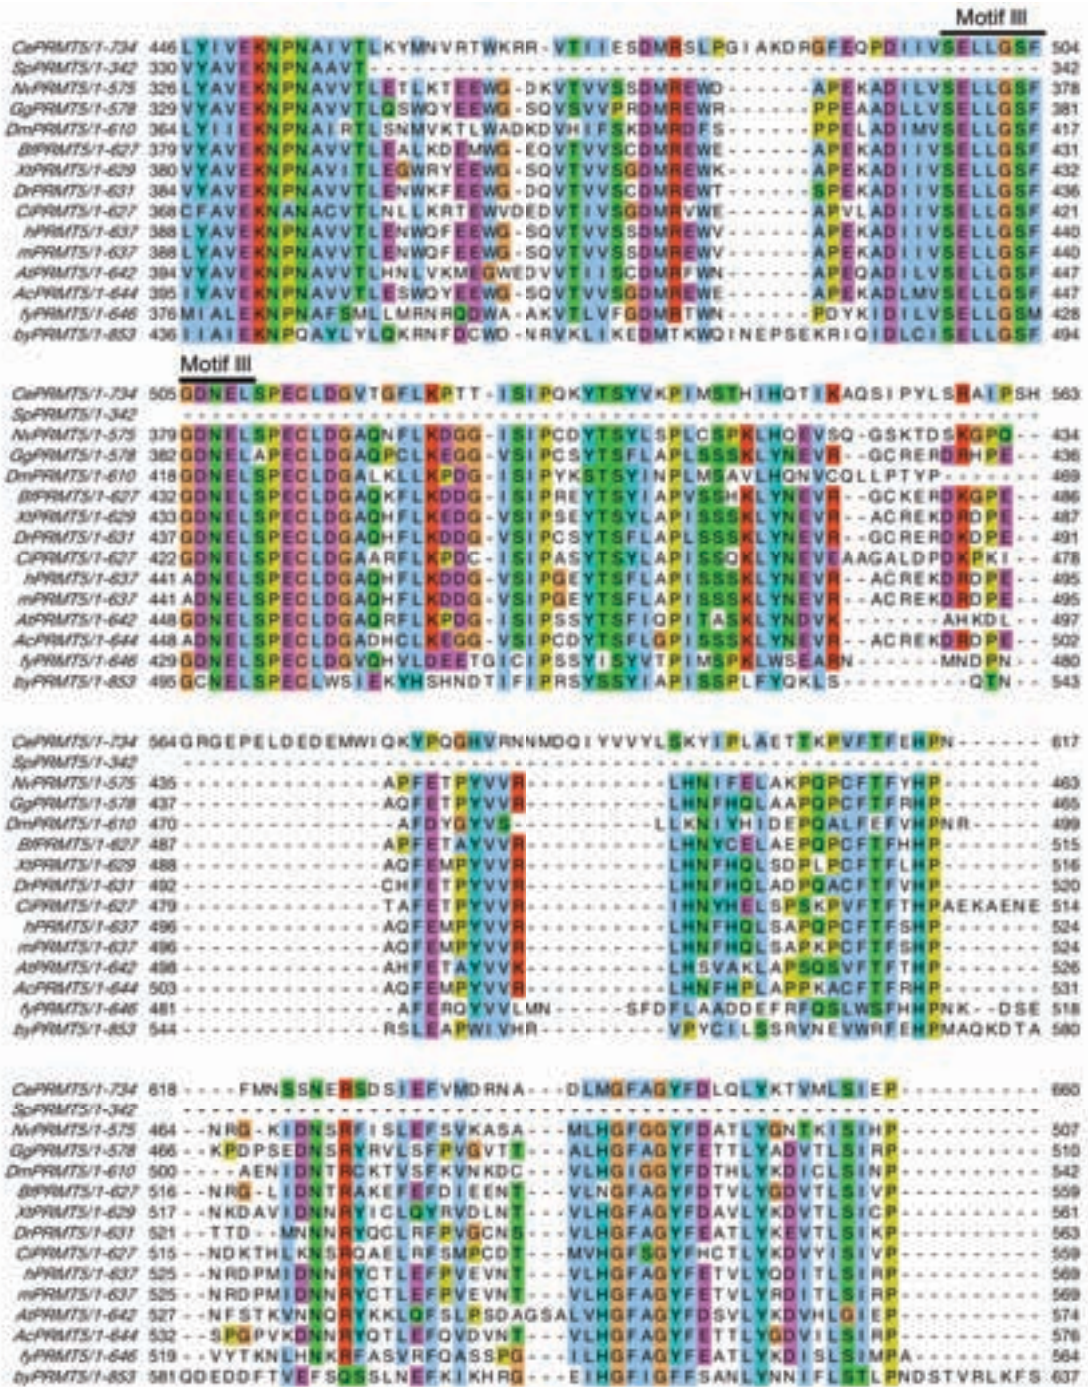 Motif III
CePRMT5/1-734 446 LYIVEKNPNAIVTLKYMNVRTWKRR-VTIIESDMRSLPGIAKDRGFEQPDIIVSELLGSF 504
SpPRMT5/1-342 330 VYAVEKNPNAAVT----------------------------------------------- 342
NvPRMT5/1-575 326 LYAVEKNPNAVVTLETLKTEEWG-DKVTVVSSDMREWD------APEKADILVSELLGSF 378
GgPRMT5/1-578 329 VYAVEKNPNAVVTLQSWQYEEWG-SQVSVVPRDMREWV------PPEAADILVSELLGSF 381
DmPRMT5/1-610 364 LYIIEKNPNAIRTLSNMVKTLWADKDVHIFSKDMRDFS------PPELADIMVSELLGSF 417
BfPRMT5/1-627 379 VYAVEKNPNAVVTLEALKDEMWG-EQVTVVSCDMREWE------APEKADIIVSELLGSF 431
XtPRMT5/1-629 380 VYAVEKNPNAVITLEGWRYEEWG-SQVTVVSGDMREWK------APEKADIIVSELLGSF 432
DrPRMT5/1-631 384 VYAVEKNPNAVVTLENWKFEEWG-DQVTVVSCDMREWT------SPEKADIIVSELLGSF 436
CiPRMT5/1-627 368 CFAVEKNANACVTLNLLKRTEWVDEDVTIVSGDMRVWE------APVLADIIVSELLGSF 421
hPRMT5/1-637 388 LYAVEKNPNAVVTLENWQFEEWG-SQVTVVSSDMREWV------APEKADIIVSELLGSF 440
mPRMT5/1-637 388 LYAVEKNPNAVVTLENWQFEEWG-SQVTVVSSDMREWV------APEKADIIVSELLGSF 440
AtPRMT5/1-642 394 VYAVEKNPNAVVTLHNLVKMEGWEDVVTIISCDMRFWN------APEQADILVSELLGSF 447
AcPRMT5/1-644 395 LYAVEKNPNAVVTLESWQYEEWG-SQVTVVSGDMREWE------APEKADLMVSELLGSF 447
fyPRMT5/1-646 376 MIALEKNPNAFSMLLMRNRQDWA-AKVTLVFGDMRTWN------PDYKIDILVSELLGSM 428
byPRMT5/1-853 436 IIAIEKNPQAYLYLQKRNFDCWD-NRVKLIKEDMTKWQINEPSEKRIQIDLCISELLGSF 494
Motif III
CePRMT5/1-734 505 GDNELSPECLDGVTGFLKPTT-ISIPQKYTSYVKPIMSTHIHQTIKAQSIPYLSRAIPSH 563
SpPRMT5/1-342 ------------------------------------------------------------
NvPRMT5/1-575 379 GDNELSPECLDGAQNFLKDGG-ISIPCDYTSYLSPLCSPKLHQEVSQ-GSKTDSKGPQ-- 434
GgPRMT5/1-578 382 GDNELAPECLDGAQPCLKEGG-ISIPCSYTSFLAPLSSSKLYNEVR--GCRERDRHPE-- 436
DmPRMT5/1-610 418 GDNELSPECLDGALKLLKPDG-ISIPYKSTSYINPLMSAVLHQNVCQLLPTYP------- 469
BfPRMT5/1-627 432 GDNELSPECLDGAQKFLKDDG-ISIPREYTSYIAPVSSHKLYNEVR--GCKERDKGPE-- 486
XtPRMT5/1-629 433 GDNELSPECLDGAQHFLKEDG-VSIPSEYTSYLAPISSSKLYNEVR--ACREKDRDPE-- 487
DrPRMT5/1-631 437 GDNELSPECLDGAQHFLKDDG-VSIPCSYTSFLAPLSSSKLYNEVR--GCRERDKDPE-- 491
CiPRMT5/1-627 422 GDNELSPECLDGAARFLKPDC-ISIPASYTSYLAPLSSQKLYNEVRAAGALDPDKPKI-- 478
hPRMT5/1-637 441 ADNELSPECLDGAQHFLKDDG-VSIPGEYTSFLAPISSSKLYNEVR--ACREKDRDPE-- 495
mPRMT5/1-637 441 ADNELSPECLDGAQHFLKDDG-VSIPGEYTSFLAPISSSKLYNEVR--ACREKDRDPE-- 495
AtPRMT5/1-642 448 GDNELSPECLDGAQRFLKPDG-ISIPSSYTSFIQPITASKLYNDVK-------AHKDL-- 497
AcPRMT5/1-644 448 ADNELSPECLDGADHCLKEGG-VSIPCDYTSFLGPISSSKLYNEVR--ACREKDRDPE-- 502
fyPRMT5/1-646 429 GDNELSPECLDGVQHVLDEETGICIPSSYISYVTPIMSPKLWSEARN------MNDPN-- 480
byPRMT5/1-853 495 GCNELSPECLWSIEKYHSHNDTIFIPRSYSSYIAPISSPLFYQKLS---------QTN-- 543
CePRMT5/1-734 564 GRGEPELDEDEMWIQKYPQGHVRNNMDQIYVVYLSKYIPLAETTKPVFTFEHPN------ 617
SpPRMT5/1-342 ------------------------------------------------------------
NvPRMT5/1-575 435 --------------APFETPYVVR----------LHNIFELAKPQPCFTFYHP------- 463
GgPRMT5/1-578 437 --------------AQFETPYVVR----------LHNFHQLAAPQPCFTFRHP------- 465
DmPRMT5/1-610 470 --------------AFDYGYVS----------LLKNIYHIDEPQALFEFVHPNR------ 499
BfPRMT5/1-627 487 --------------APFETAYVVR----------LHNYCELAEPQPCFTFHHP------- 515
XtPRMT5/1-629 488 --------------AQFEMPYVVR----------LHNFHQLSDPLPCFTFLHP------- 516
DrPRMT5/1-631 492 --------------CHFETPYVVR----------LHNFHQLADPQACFTFVHP------- 520
CiPRMT5/1-627 479 --------------TAFETPYVVR----------IHNYHELSPSKPVFTFTHPAEKAENE 514
hPRMT5/1-637 496 --------------AQFEMPYVVR----------LHNFHQLSAPQPCFTFSHP------- 524
mPRMT5/1-637 496 --------------AQFEMPYVVR----------LHNFHQLSAPKPCFTFSHP------- 524
AtPRMT5/1-642 498 --------------AHFETAYVVK----------LHSVAKLAPSQSVFTFTHP------- 526
AcPRMT5/1-644 503 --------------AQFEMPYVVR----------LHNFHPLAPPKACFTFRHP------- 531
fyPRMT5/1-646 481 ---------------AFERQYVVLMN-----SFDFLAADDEFRFQSLWSFHHPNK--DSE 518
byPRMT5/1-853 544 --------------RSLEAPWIVHR---------VPYCILSSRVNEVWRFEHPMAQKDTA 580
CePRMT5/1-734 618 ----FMNSSNERSDSIEFVMDRNA---DLMGFAGYFDLQLYKTVMLSIEP---------- 660
SpPRMT5/1-342 ------------------------------------------------------------
NvPRMT5/1-575 464 --NRG-KIDNSRFISLEFSVKASA---MLHGFGGYFDATLYGNTKISIHP---------- 507
GgPRMT5/1-578 466 --KPDPSEDNSRYRVLSFPVGVTT---ALHGFAGYFETTLYADVTLSIRP---------- 510
DmPRMT5/1-610 500 ----AENIDNTRCKTVSFKVNKDC---VLHGIGGYFDTHLYKDICLSINP---------- 542
BfPRMT5/1-627 516 --NRG-LIDNTRAKEFEFDIEENT---VLNGFAGYFDTVLYGDVTLSIVP---------- 559
XtPRMT5/1-629 517 --NKDAVIDNNRYICLQYRVDLNT---VLHGFAGYFDAVLYKDVTLSICP---------- 561
DrPRMT5/1-631 521 --TTD--MNNNRYQCLRFPVGCNS---VLHGFAGYFEATLYKEVTLSIKP---------- 563
CiPRMT5/1-627 515 --NDKTHLKNSRQAELRFSMPCDT---MVHGFSGYFHCTLYKDVYISIVP---------- 559
hPRMT5/1-637 525 --NRDPMIDNNRYCTLEFPVEVNT---VLHGFAGYFETVLYQDITLSIRP---------- 569
mPRMT5/1-637 525 --NRDPMIDNNRYCTLEFPVEVNT---VLHGFAGYFETVLYRDITLSIRP---------- 569
AtPRMT5/1-642 527 --NFSTKVNNQRYKKLQFSLPSDAGSALVHGFAGYFDSVLYKDVHLGIEP---------- 574
AcPRMT5/1-644 532 --SPGPVKDNNRYQTLEFQVDVNT---VLHGFAGYFETTLYGDVILSIRP---------- 576
fyPRMT5/1-646 519 --VYTKNLHNKRFASVRFQASSPG---ILHGFAGYFEATLYKDISLSIMPA--------- 564
byPRMT5/1-853 581 QDEDDFTVEFSQSSLNEFKIKHRG---EIHGFIGFFSANLYNNIFLSTLPNDSTVRLKFS 637